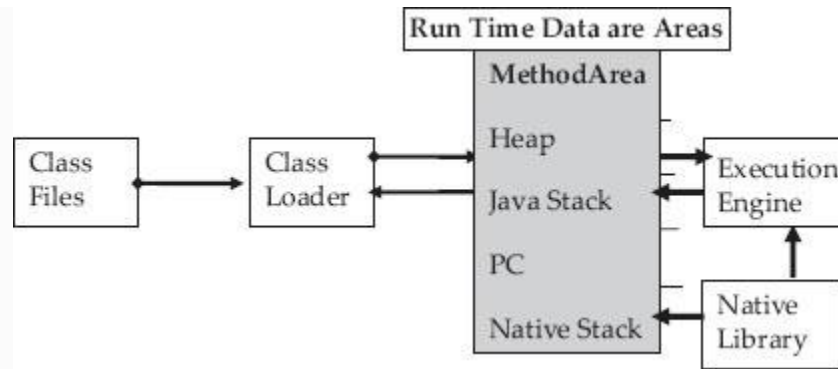 Run Time Data are Areas
MethodArea
Heap
Java Stack
PC
Native Stack
Class
Files
Class
Loader
Execution
Engine
Native
Library